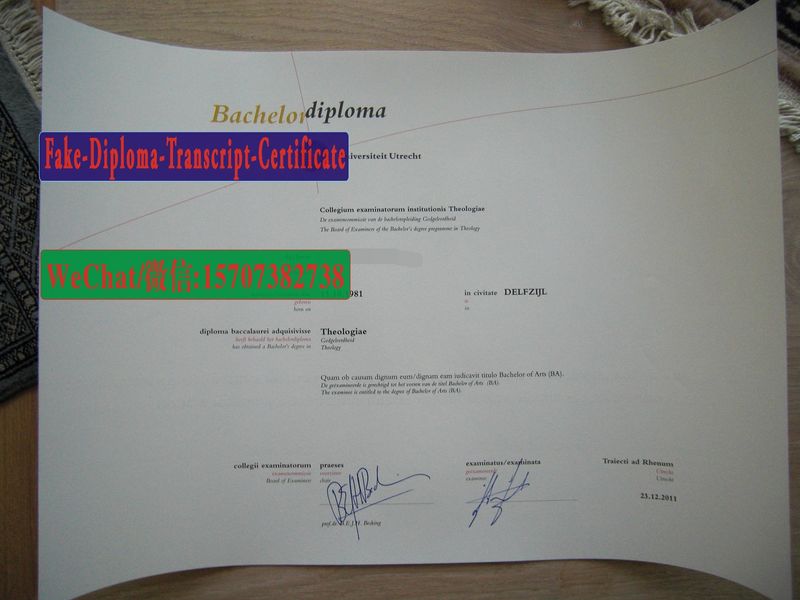 Bachelor diploma
Fake-Diploma-Transcript-Certificate
versiteit Utrecht
Collegium examinatorum institutionis Theologiae
De examencommissie van de bacheloropleiding Godgeleerdheid
The Board of Examiners of the Bachelor's degree programme in Theology
WeChat/微信:15707382738
1981 in civitate DELFZIJL
geboren te
born on in
diploma baccalaurei adquisivisse Theologiae
heeft behaald het bachelordiploma Godgeleerdheid
has obtained a Bachelor's degree in Theology
Quam ob causam dignum eum/dignam eam iudicavit titulo Bachelor of Arts (BA).
De geëxamineerde is gerechtigd tot het voeren van de titel Bachelor of Arts (BA).
The examinee is entitled to the degree of Bachelor of Arts (BA).
collegii examinatorum praeses examinatus/examinata Traiecti ad Rhenum
examencommissie voorzitter geëxamineerde Utrecht
Board of Examiners chair examinee Utrecht
23.12.2011
prof.dr. B.E.J.H. Becking